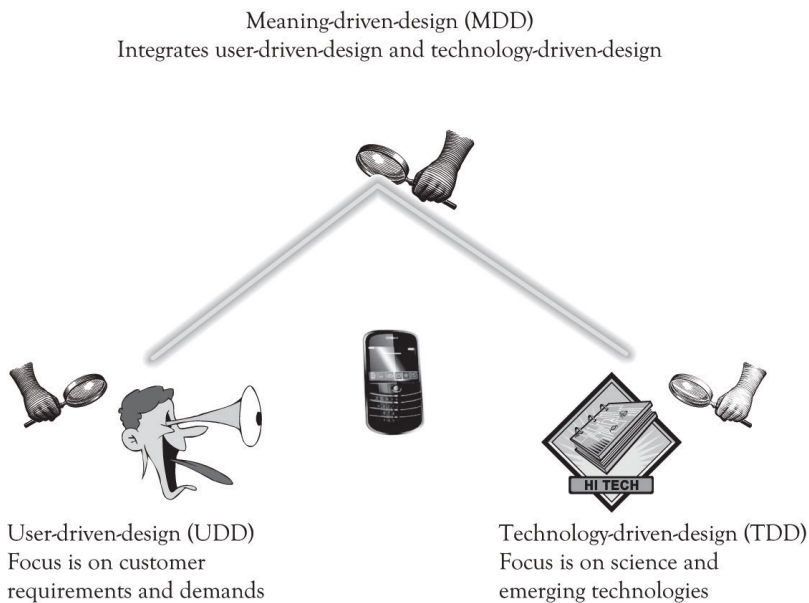 Meaning-driven-design (MDD)
Integrates user-driven-design and technology-driven-design
HI TECH
User-driven-design (UDD)
Focus is on customer
requirements and demands
Technology-driven-design (TDD)
Focus is on science and
emerging technologies